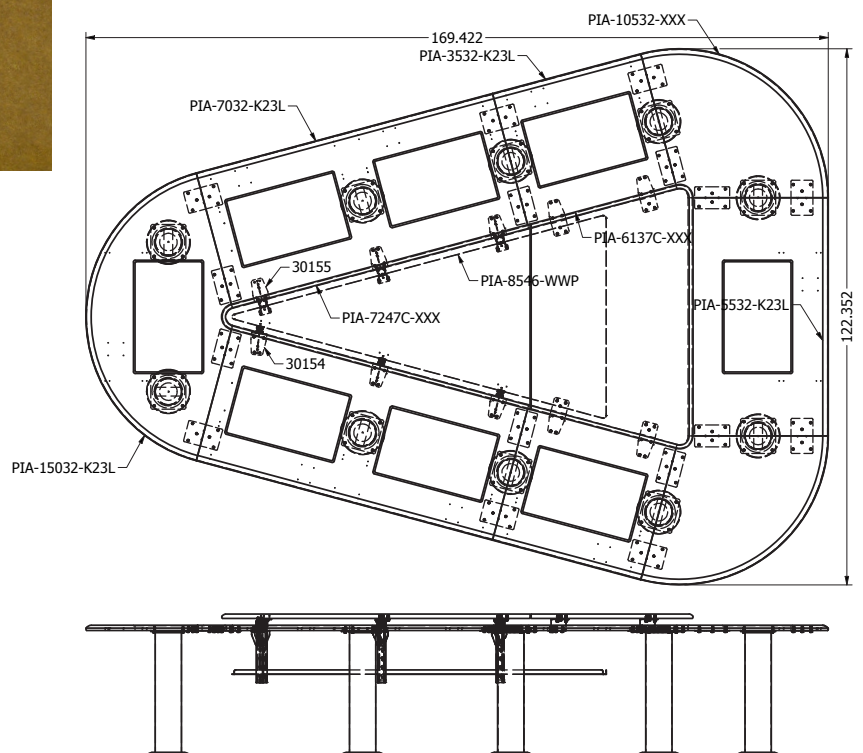 PIA-10532-XXX
169.422
PIA-3532-K23L
PIA-7032-K23L
PIA-6137C-XXX
30155
PIA-8546-WWP
PIA-5532-K23L
PIA-7247C-XXX
122.352
30154
PIA-15032-K23L